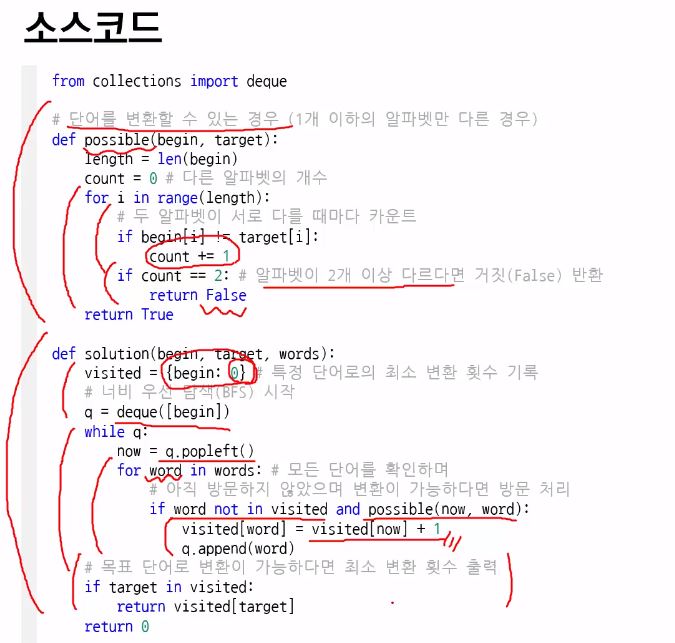 소스코드
from collections import deque
# 단어를 변환할 수 있는 경우 (1개 이하의 알파벳만 다른 경우)
def possible(begin, target):
    length = len(begin)
    count = 0 # 다른 알파벳의 개수
    for i in range(length):
        # 두 알파벳이 서로 다를 때마다 카운트
        if begin[i] != target[i]:
            count += 1
        if count == 2: # 알파벳이 2개 이상 다르다면 거짓(False) 반환
            return False
    return True
def solution(begin, target, words):
    visited = {begin: 0} # 특정 단어로의 최소 변환 횟수 기록
    # 너비 우선 탐색(BFS) 시작
    q = deque([begin])
    while q:
        now = q.popleft()
        for word in words: # 모든 단어를 확인하며
            # 아직 방문하지 않았으며 변환이 가능하다면 방문 처리
            if word not in visited and possible(now, word):
                visited[word] = visited[now] + 1
                q.append(word)
    # 목표 단어로 변환이 가능하다면 최소 변환 횟수 출력
    if target in visited:
        return visited[target]
    return 0